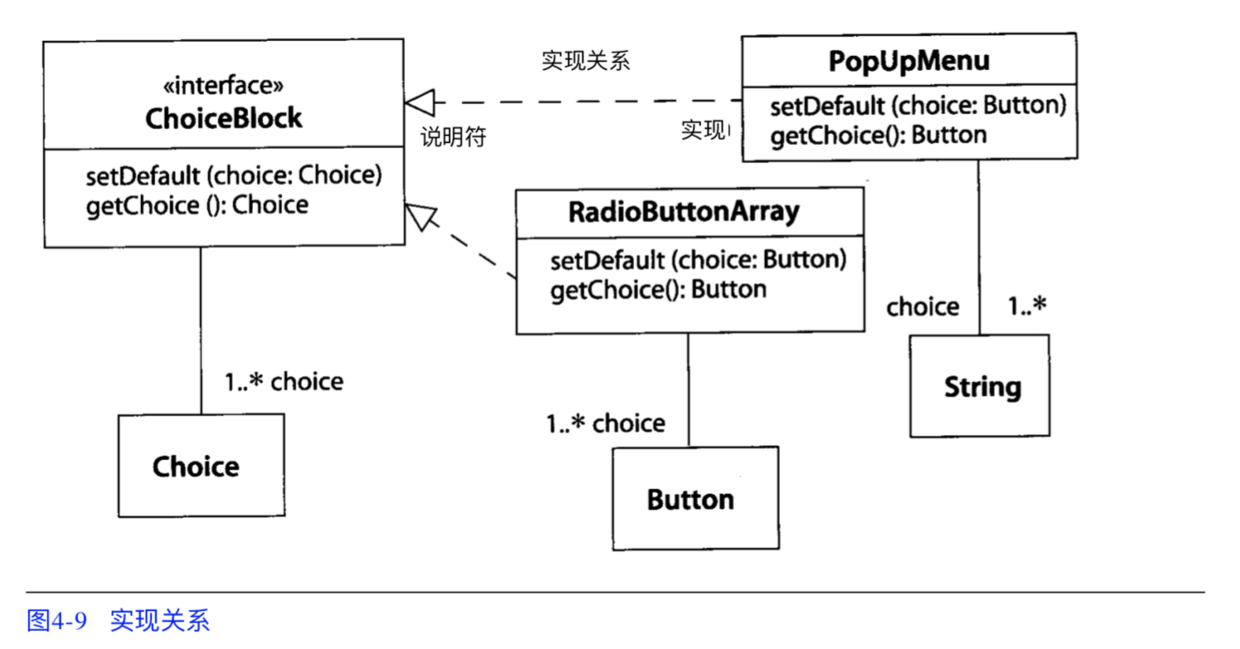 «interface»
ChoiceBlock
setDefault (choice: Choice)
getChoice (): Choice
实现关系
说明符
实现
PopUpMenu
setDefault (choice: Button)
getChoice(): Button
RadioButtonArray
setDefault (choice: Button)
getChoice(): Button
choice 1..*
String
1..* choice
Choice
1..* choice
Button
图4-9 实现关系